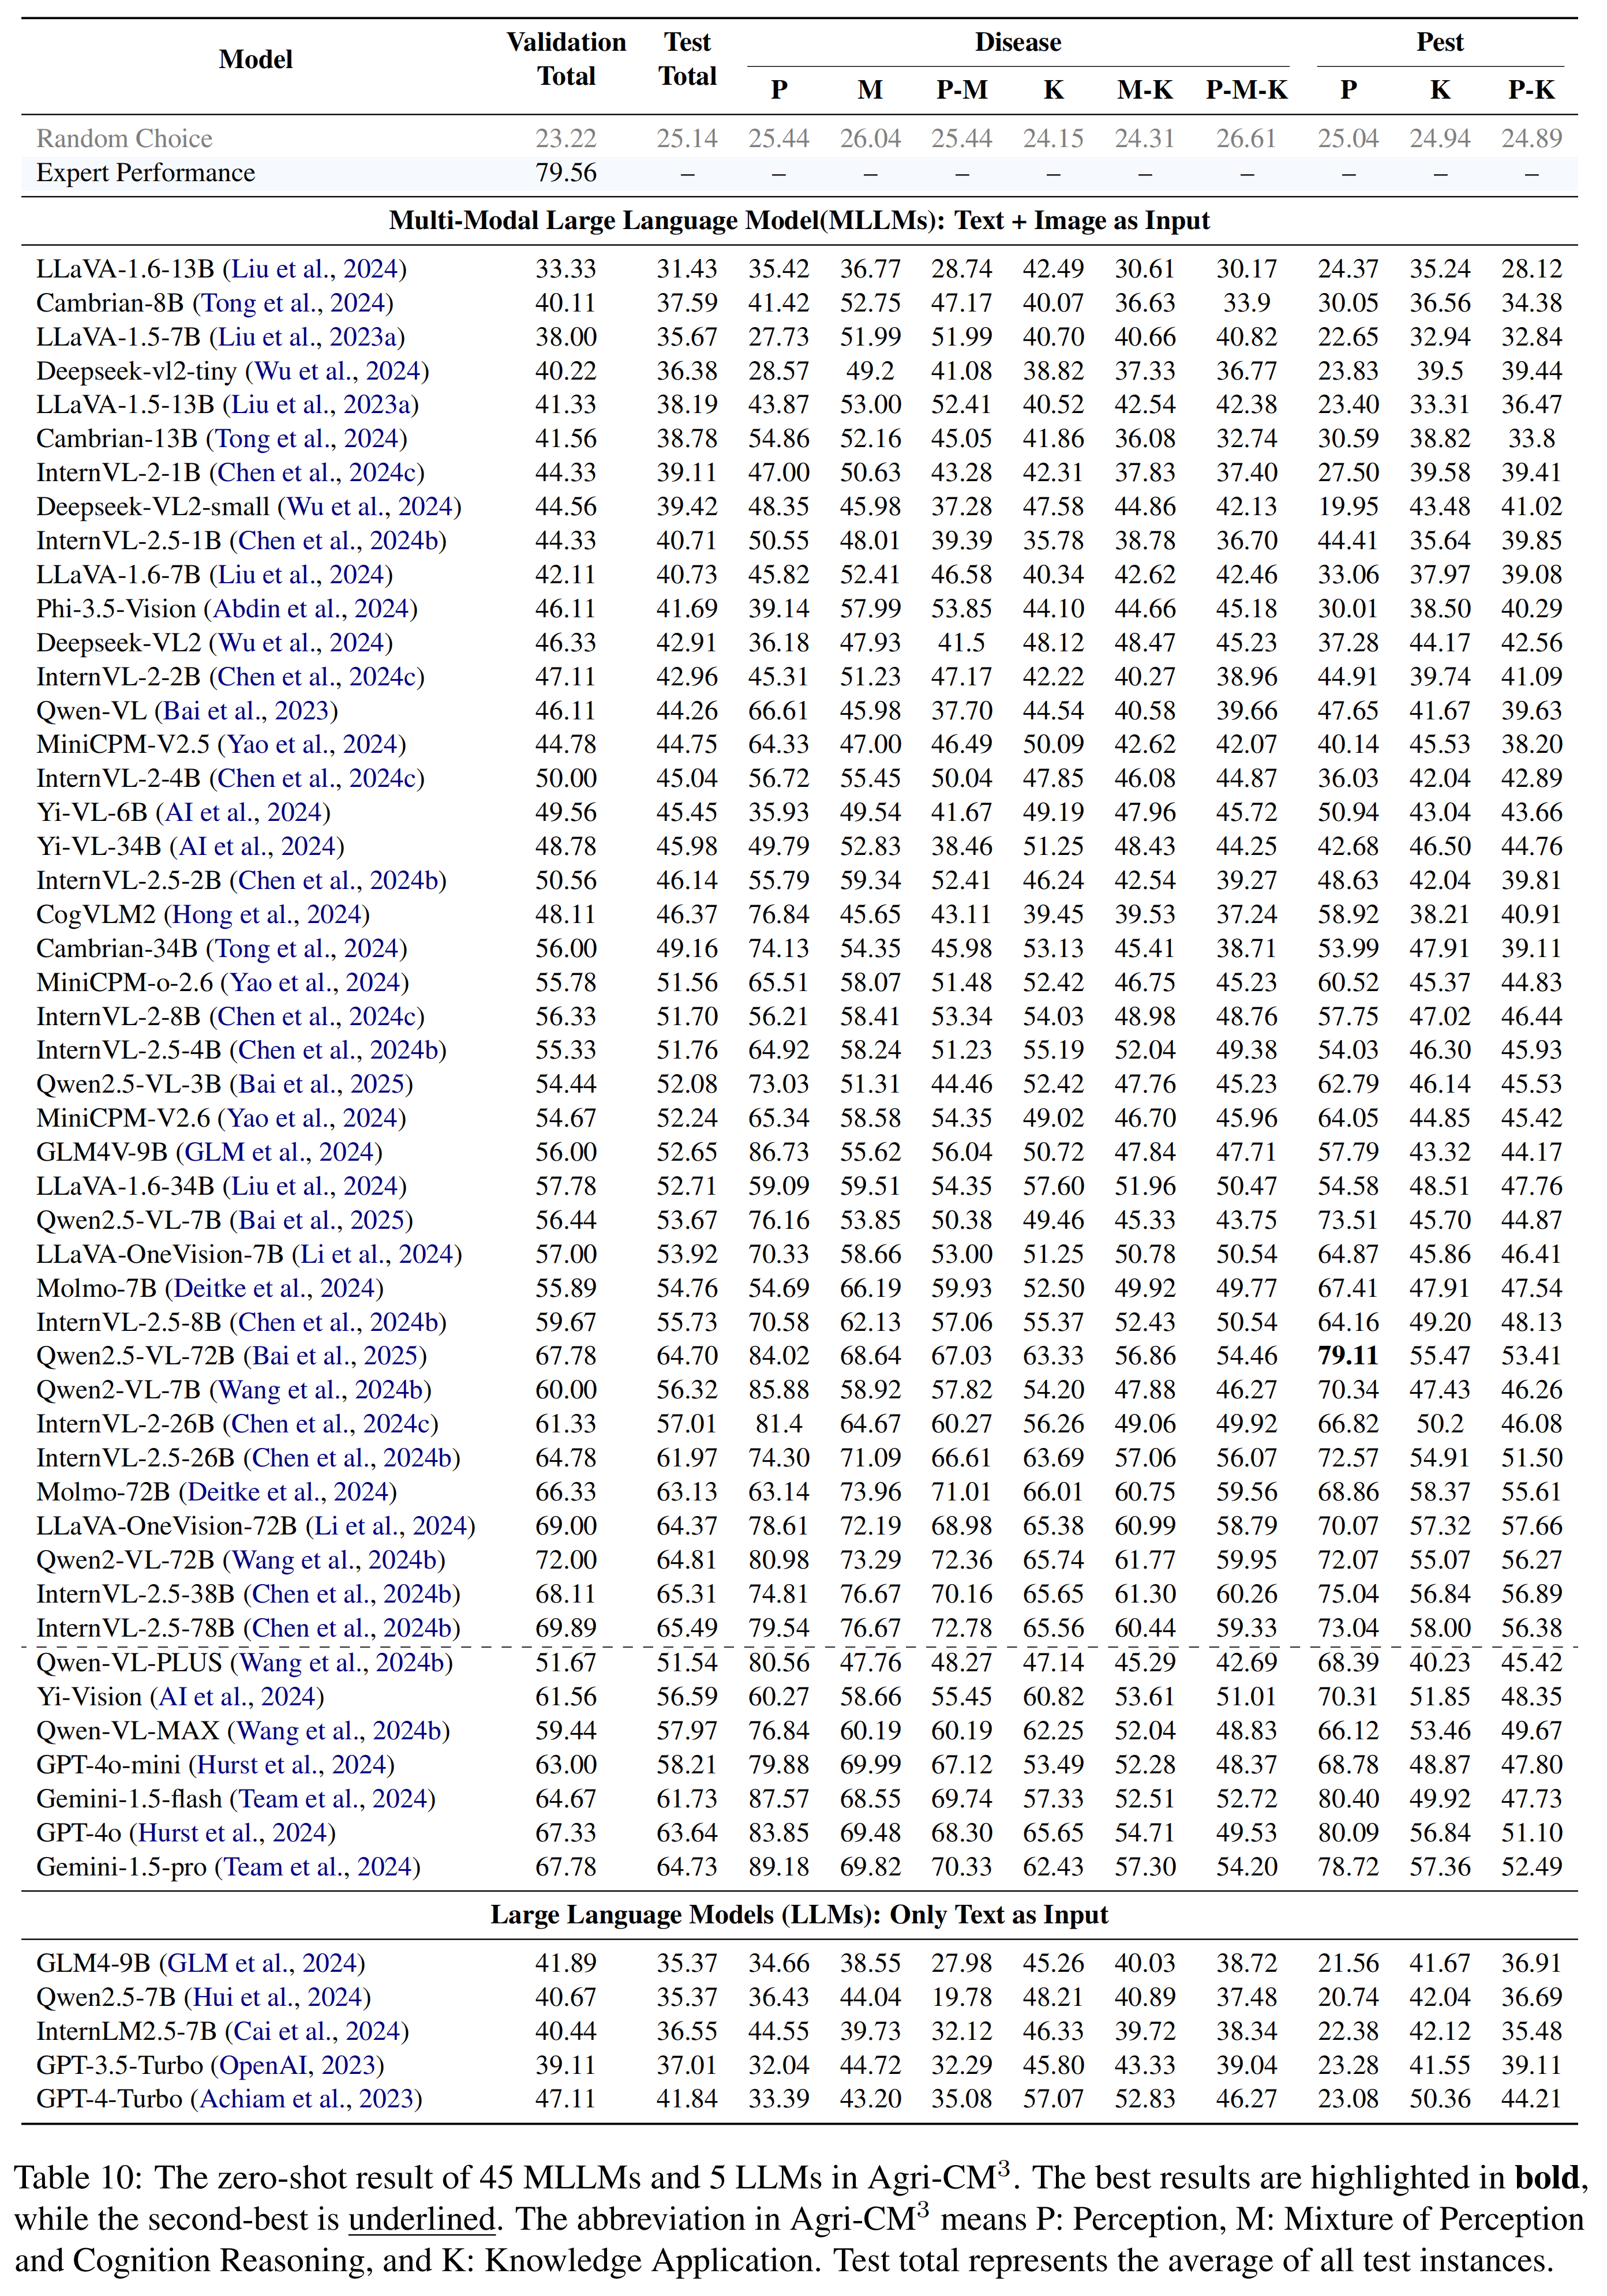 Model Validation Total Test Total Disease Pest
P M P-M K M-K P-M-K P K P-K
Random Choice 23.22 25.14 25.44 26.04 25.44 24.15 24.31 26.61 25.04 24.94 24.89
Expert Performance 79.56 – – – – – – – – – –
Multi-Modal Large Language Model(MLLMs): Text + Image as Input
LLaVA-1.6-13B (Liu et al., 2024) 33.33 31.43 35.42 36.77 28.74 42.49 30.61 30.17 24.37 35.24 28.12
Cambrian-8B (Tong et al., 2024) 40.11 37.59 41.42 52.75 47.17 40.07 36.63 33.9 30.05 36.56 34.38
LLaVA-1.5-7B (Liu et al., 2023a) 38.00 35.67 27.73 51.99 51.99 40.70 40.66 40.82 22.65 32.94 32.84
Deepseek-vl2-tiny (Wu et al., 2024) 40.22 36.38 28.57 49.2 41.08 38.82 37.33 36.77 23.83 39.5 39.44
LLaVA-1.5-13B (Liu et al., 2023a) 41.33 38.19 43.87 53.00 52.41 40.52 42.54 42.38 23.40 33.31 36.47
Cambrian-13B (Tong et al., 2024) 41.56 38.78 54.86 52.16 45.05 41.86 36.08 32.74 30.59 38.82 33.8
InternVL-2-1B (Chen et al., 2024c) 44.33 39.11 47.00 50.63 43.28 42.31 37.83 37.40 27.50 39.58 39.41
Deepseek-VL2-small (Wu et al., 2024) 44.56 39.42 48.35 45.98 37.28 47.58 44.86 42.13 19.95 43.48 41.02
InternVL-2.5-1B (Chen et al., 2024b) 44.33 40.71 50.55 48.01 39.39 35.78 38.78 36.70 44.41 35.64 39.85
LLaVA-1.6-7B (Liu et al., 2024) 42.11 40.73 45.82 52.41 46.58 40.34 42.62 42.46 33.06 37.97 39.08
Phi-3.5-Vision (Abdin et al., 2024) 46.11 41.69 39.14 57.99 53.85 44.10 44.66 45.18 30.01 38.50 40.29
Deepseek-VL2 (Wu et al., 2024) 46.33 42.91 36.18 47.93 41.5 48.12 48.47 45.23 37.28 44.17 42.56
InternVL-2-2B (Chen et al., 2024c) 47.11 42.96 45.31 51.23 47.17 42.22 40.27 38.96 44.91 39.74 41.09
Qwen-VL (Bai et al., 2023) 46.11 44.26 66.61 45.98 37.70 44.54 40.58 39.66 47.65 41.67 39.63
MiniCPM-V2.5 (Yao et al., 2024) 44.78 44.75 64.33 47.00 46.49 50.09 42.62 42.07 40.14 45.53 38.20
InternVL-2-4B (Chen et al., 2024c) 50.00 45.04 56.72 55.45 50.04 47.85 46.08 44.87 36.03 42.04 42.89
Yi-VL-6B (AI et al., 2024) 49.56 45.45 35.93 49.54 41.67 49.19 47.96 45.72 50.94 43.04 43.66
Yi-VL-34B (AI et al., 2024) 48.78 45.98 49.79 52.83 38.46 51.25 48.43 44.25 42.68 46.50 44.76
InternVL-2.5-2B (Chen et al., 2024b) 50.56 46.14 55.79 59.34 52.41 46.24 42.54 39.27 48.63 42.04 39.81
CogVLM2 (Hong et al., 2024) 48.11 46.37 76.84 45.65 43.11 39.45 39.53 37.24 58.92 38.21 40.91
Cambrian-34B (Tong et al., 2024) 56.00 49.16 74.13 54.35 45.98 53.13 45.41 38.71 53.99 47.91 39.11
MiniCPM-o-2.6 (Yao et al., 2024) 55.78 51.56 65.51 58.07 51.48 52.42 46.75 45.23 60.52 45.37 44.83
InternVL-2-8B (Chen et al., 2024c) 56.33 51.70 56.21 58.41 53.34 54.03 48.98 48.76 57.75 47.02 46.44
InternVL-2.5-4B (Chen et al., 2024b) 55.33 51.76 64.92 58.24 51.23 55.19 52.04 49.38 54.03 46.30 45.93
Qwen2.5-VL-3B (Bai et al., 2025) 54.44 52.08 73.03 51.31 44.46 52.42 47.76 45.23 62.79 46.14 45.53
MiniCPM-V2.6 (Yao et al., 2024) 54.67 52.24 65.34 58.58 54.35 49.02 46.70 45.96 64.05 44.85 45.42
GLM4V-9B (GLM et al., 2024) 56.00 52.65 86.73 55.62 56.04 50.72 47.84 47.71 57.79 43.32 44.17
LLaVA-1.6-34B (Liu et al., 2024) 57.78 52.71 59.09 59.51 54.35 57.60 51.96 50.47 54.58 48.51 47.76
Qwen2.5-VL-7B (Bai et al., 2025) 56.44 53.67 76.16 53.85 50.38 49.46 45.33 43.75 73.51 45.70 44.87
LLaVA-OneVision-7B (Li et al., 2024) 57.00 53.92 70.33 58.66 53.00 51.25 50.78 50.54 64.87 45.86 46.41
Molmo-7B (Deitke et al., 2024) 55.89 54.76 54.69 66.19 59.93 52.50 49.92 49.77 67.41 47.91 47.54
InternVL-2.5-8B (Chen et al., 2024b) 59.67 55.73 70.58 62.13 57.06 55.37 52.43 50.54 64.16 49.20 48.13
Qwen2.5-VL-72B (Bai et al., 2025) 67.78 64.70 84.02 68.64 67.03 63.33 56.86 54.46 79.11 55.47 53.41
Qwen2-VL-7B (Wang et al., 2024b) 60.00 56.32 85.88 58.92 57.82 54.20 47.88 46.27 70.34 47.43 46.26
InternVL-2-26B (Chen et al., 2024c) 61.33 57.01 81.4 64.67 60.27 56.26 49.06 49.92 66.82 50.2 46.08
InternVL-2.5-26B (Chen et al., 2024b) 64.78 61.97 74.30 71.09 66.61 63.69 57.06 56.07 72.57 54.91 51.50
Molmo-72B (Deitke et al., 2024) 66.33 63.13 63.14 73.96 71.01 66.01 60.75 59.56 68.86 58.37 55.61
LLaVA-OneVision-72B (Li et al., 2024) 69.00 64.37 78.61 72.19 68.98 65.38 60.99 58.79 70.07 57.32 57.66
Qwen2-VL-72B (Wang et al., 2024b) 72.00 64.81 80.98 73.29 72.36 65.74 61.77 59.95 72.07 55.07 56.27
InternVL-2.5-38B (Chen et al., 2024b) 68.11 65.31 74.81 76.67 70.16 65.65 61.30 60.26 75.04 56.84 56.89
InternVL-2.5-78B (Chen et al., 2024b) 69.89 65.49 79.54 76.67 72.78 65.56 60.44 59.33 73.04 58.00 56.38
Qwen-VL-PLUS (Wang et al., 2024b) 51.67 51.54 80.56 47.76 48.27 47.14 45.29 42.69 68.39 40.23 45.42
Yi-Vision (AI et al., 2024) 61.56 56.59 60.27 58.66 55.45 60.82 53.61 51.01 70.31 51.85 48.35
Qwen-VL-MAX (Wang et al., 2024b) 59.44 57.97 76.84 60.19 60.19 62.25 52.04 48.83 66.12 53.46 49.67
GPT-4o-mini (Hurst et al., 2024) 63.00 58.21 79.88 69.99 67.12 53.49 52.28 48.37 68.78 48.87 47.80
Gemini-1.5-flash (Team et al., 2024) 64.67 61.73 87.57 68.55 69.74 57.33 52.51 52.72 80.40 49.92 47.73
GPT-4o (Hurst et al., 2024) 67.33 63.64 83.85 69.48 68.30 65.65 54.71 49.53 80.09 56.84 51.10
Gemini-1.5-pro (Team et al., 2024) 67.78 64.73 89.18 69.82 70.33 62.43 57.30 54.20 78.72 57.36 52.49
Large Language Models (LLMs): Only Text as Input
GLM4-9B (GLM et al., 2024) 41.89 35.37 34.66 38.55 27.98 45.26 40.03 38.72 21.56 41.67 36.91
Qwen2.5-7B (Hui et al., 2024) 40.67 35.37 36.43 44.04 19.78 48.21 40.89 37.48 20.74 42.04 36.69
InternLM2.5-7B (Cai et al., 2024) 40.44 36.55 44.55 39.73 32.12 46.33 39.72 38.34 22.38 42.12 35.48
GPT-3.5-Turbo (OpenAI, 2023) 39.11 37.01 32.04 44.72 32.29 45.80 43.33 39.04 23.28 41.55 39.11
GPT-4-Turbo (Achiam et al., 2023) 47.11 41.84 33.39 43.20 35.08 57.07 52.83 46.27 23.08 50.36 44.21
Table 10: The zero-shot result of 45 MLLMs and 5 LLMs in Agri-CM³. The best results are highlighted in bold,
while the second-best is underlined. The abbreviation in Agri-CM³ means P: Perception, M: Mixture of Perception
and Cognition Reasoning, and K: Knowledge Application. Test total represents the average of all test instances.